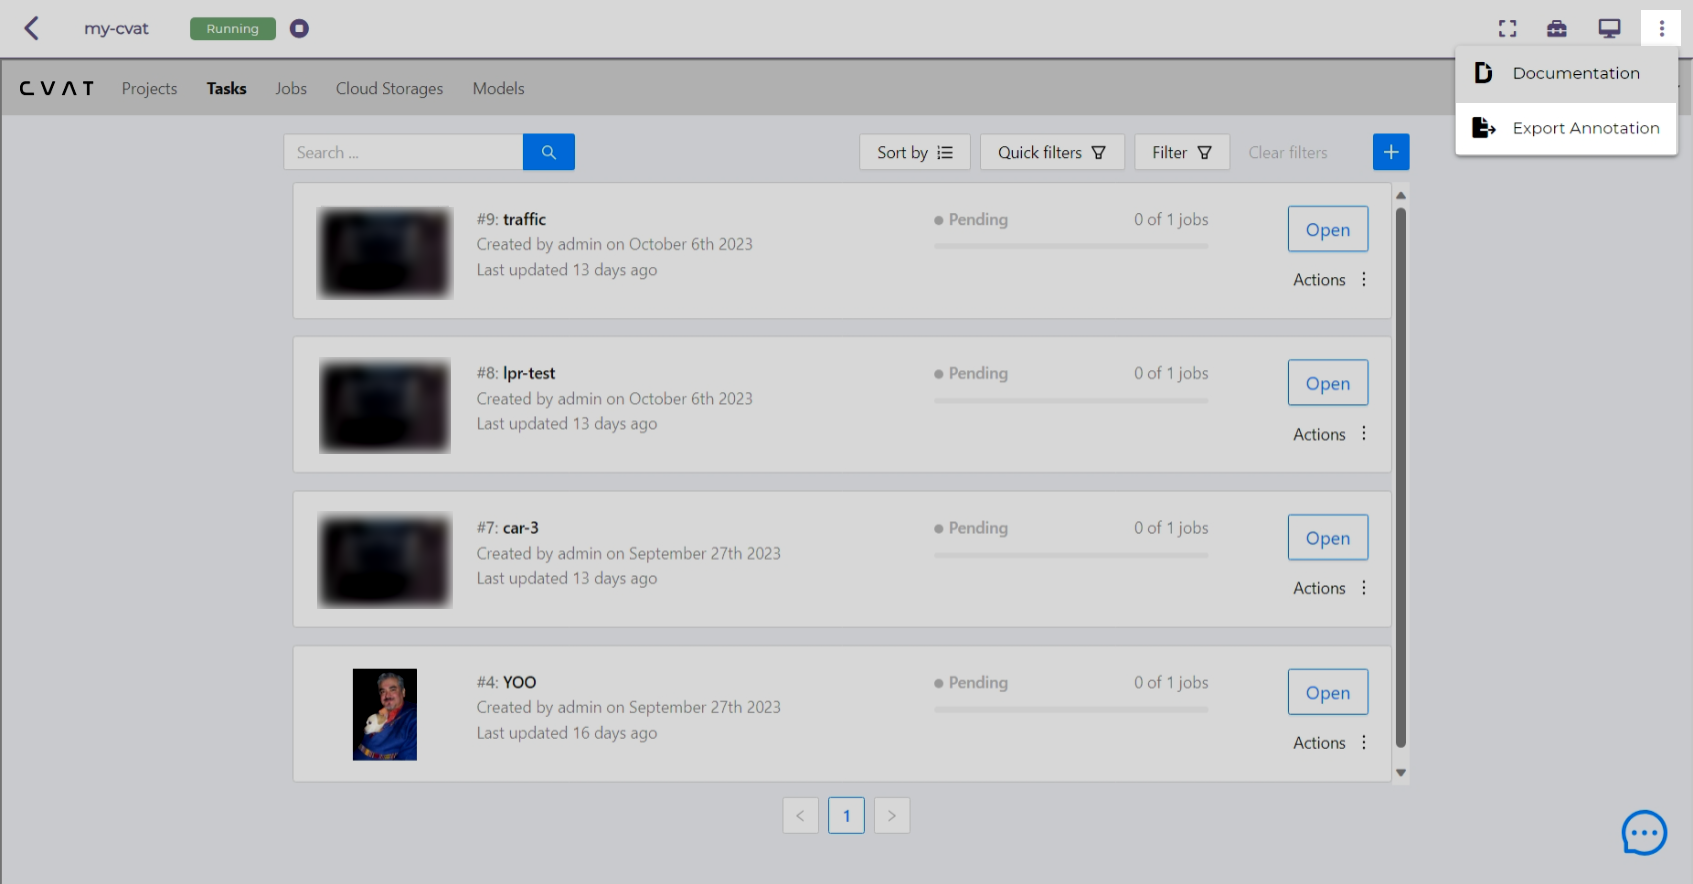 my-cvat Running
Documentation
CVAT Projects Tasks Jobs Cloud Storages Models
Export Annotation
Search ... Sort by Quick filters Filter Clear filters
#9: traffic Pending 0 of 1 jobs Open
Created by admin on October 6th 2023
Last updated 13 days ago Actions
#8: lpr-test Pending 0 of 1 jobs Open
Created by admin on October 6th 2023
Last updated 13 days ago Actions
#7: car-3 Pending 0 of 1 jobs Open
Created by admin on September 27th 2023
Last updated 13 days ago Actions
#4: YOO Pending 0 of 1 jobs Open
Created by admin on September 27th 2023
Last updated 16 days ago Actions
< 1 >